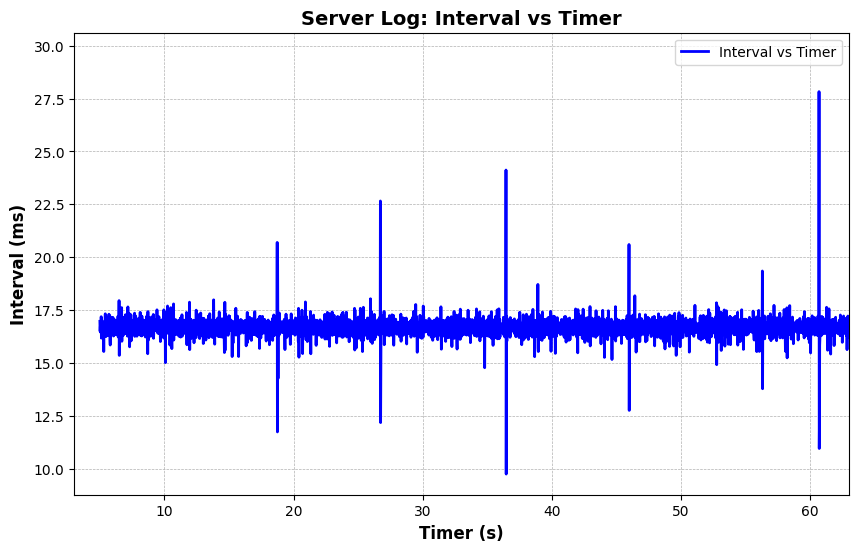 Server Log: Interval vs Timer
Interval vs Timer
30.0
27.5
25.0
22.5
20.0
17.5
15.0
12.5
10.0
Interval (ms)
10 20 30 40 50 60
Timer (s)